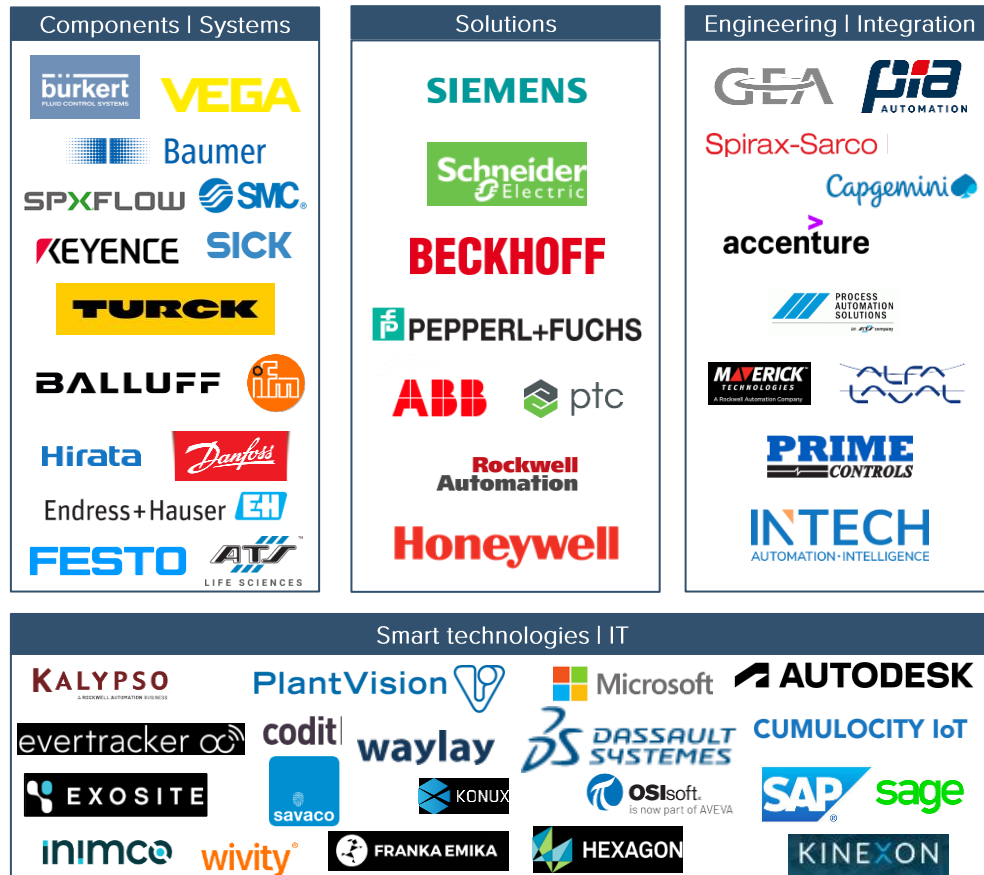 Components | Systems
bürkert
FLUID CONTROL SYSTEMS
VEGA
Baumer
SPXFLOW
SMC®
KEYENCE
SICK
TURCK
BALLUFF
ifm
Hirata
Danfoss
Endress+Hauser EH
FESTO
ATS™
LIFE SCIENCES
Solutions
SIEMENS
Schneider
Electric
BECKHOFF
PEPPERL+FUCHS
ABB
ptc
Rockwell
Automation
Honeywell
Engineering | Integration
GEA
pia
AUTOMATION
Spirax-Sarco
Capgemini
accenture
PROCESS
AUTOMATION
SOLUTIONS
an ATS company
MAVERICK™
TECHNOLOGIES
A Rockwell Automation Company
ALFA
LAVAL
PRIME
CONTROLS
INTECH
AUTOMATION·INTELLIGENCE
Smart technologies | IT
KALYPSO
A ROCKWELL AUTOMATION BUSINESS
PlantVision
Microsoft
AUTODESK
evertracker
codit
waylay
DASSAULT
SYSTEMES
CUMULOCITY IoT
EXOSITE
savaco
KONUX
OSIsoft.
is now part of AVEVA
SAP®
sage
inimco
wivity®
FRANKA EMIKA
HEXAGON
KINEXON